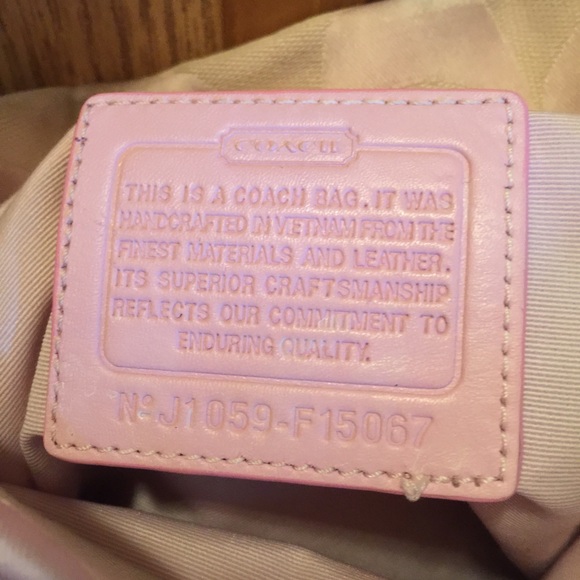 COACH
THIS IS A COACH BAG. IT WAS
HANDCRAFTED IN VIETNAM FROM THE
FINEST MATERIALS AND LEATHER.
ITS SUPERIOR CRAFTSMANSHIP
REFLECTS OUR COMMITMENT TO
ENDURING QUALITY.
Nº J1059-F15067